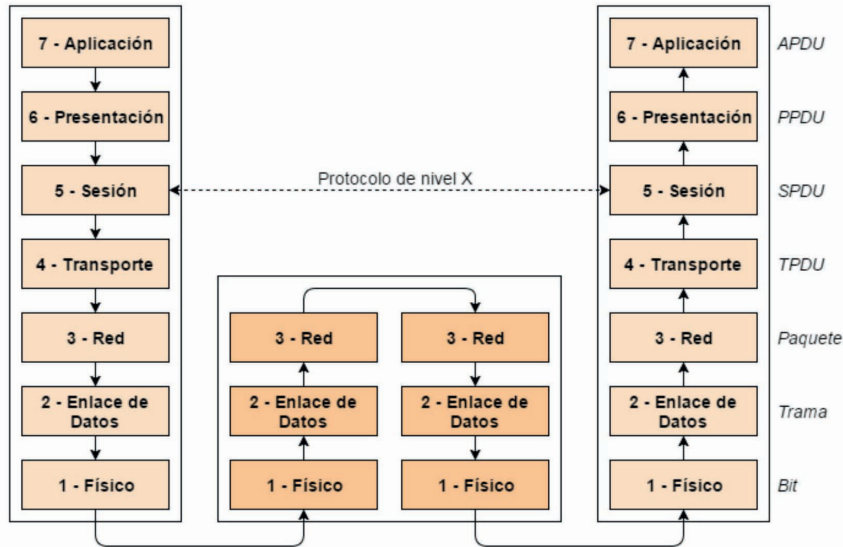 7 - Aplicación
7 - Aplicación
APDU
6 - Presentación
6 - Presentación
PPDU
5 - Sesión
Protocolo de nivel X
5 - Sesión
SPDU
4 - Transporte
4 - Transporte
TPDU
3 - Red
3 - Red
3 - Red
3 - Red
Paquete
2 - Enlace de
Datos
2 - Enlace de
Datos
2 - Enlace de
Datos
2 - Enlace de
Datos
Trama
1 - Físico
1 - Físico
1 - Físico
1 - Físico
Bit